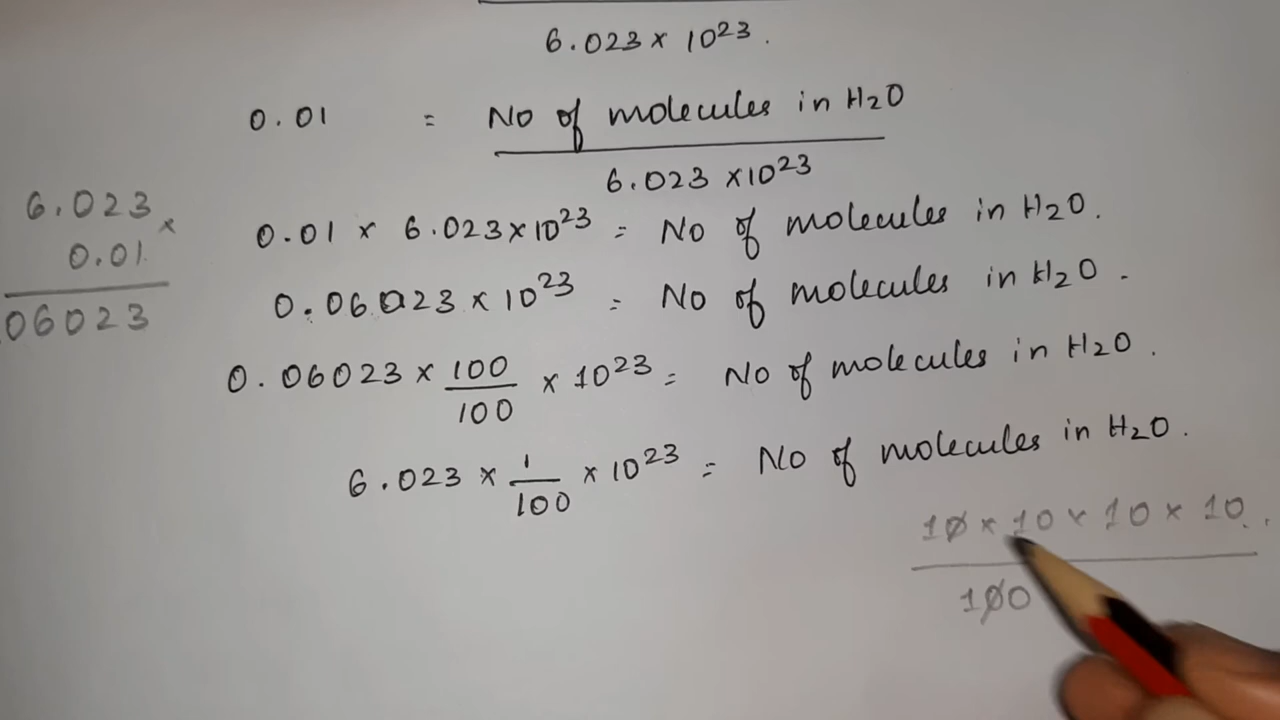 6.023 × 10²³.
0.01 = No of molecules in H₂O
6.023 × 10²³
6.023 ×
0.01
.06023
0.01 × 6.023 × 10²³ = No of molecules in H₂O.
0.06023 × 10²³ = No of molecules in H₂O.
0.06023 × 100/100 × 10²³ = No of molecules in H₂O.
6.023 × 1/100 × 10²³ = No of molecules in H₂O.
10 × 10 × 10 × 10 ..
100